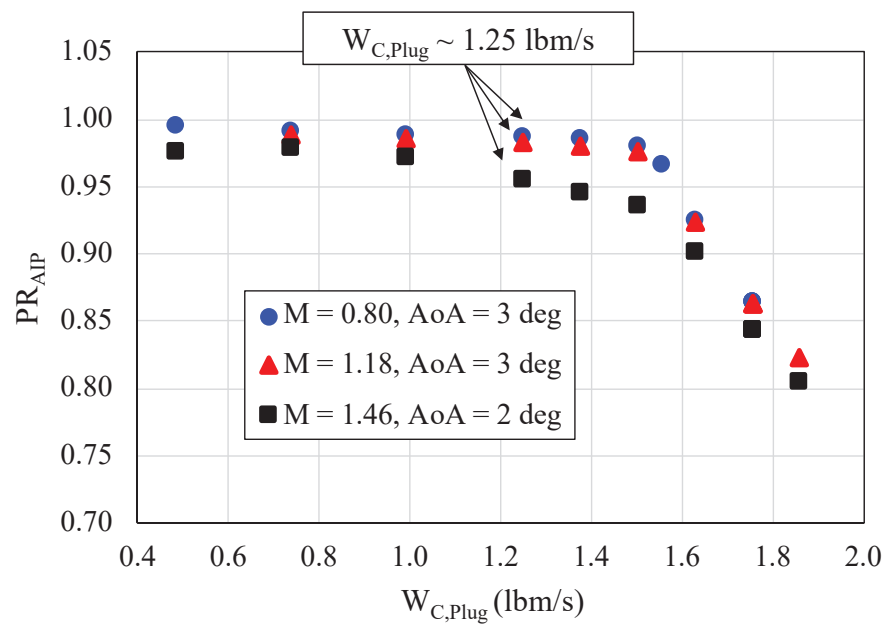 W_C,Plug ~ 1.25 lbm/s
1.05
1.00
0.95
0.90
0.85
0.80
0.75
0.70
PR_AIP
M = 0.80, AoA = 3 deg
M = 1.18, AoA = 3 deg
M = 1.46, AoA = 2 deg
0.4 0.6 0.8 1.0 1.2 1.4 1.6 1.8 2.0
W_C,Plug (lbm/s)